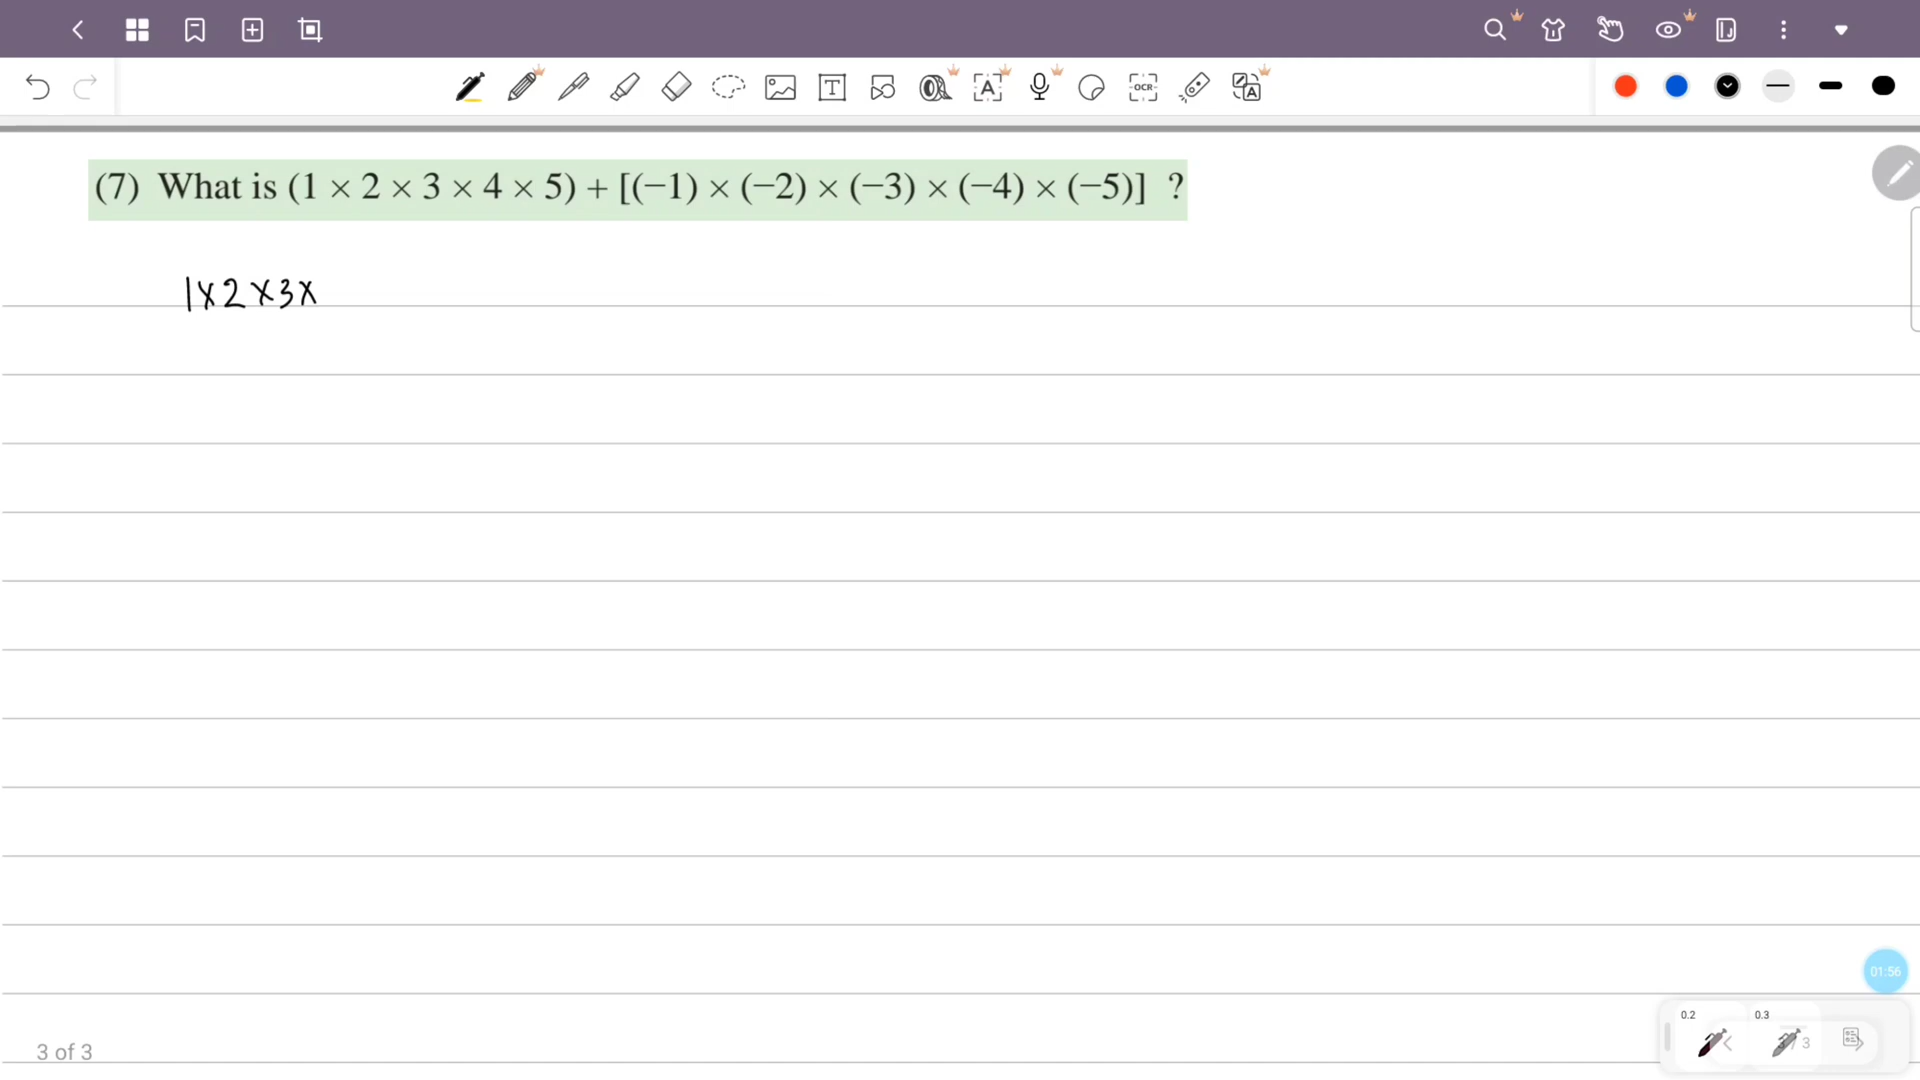 (7) What is (1 × 2 × 3 × 4 × 5) + [(−1) × (−2) × (−3) × (−4) × (−5)] ?
1×2×3×
01:56
0.2 0.3
3 of 3